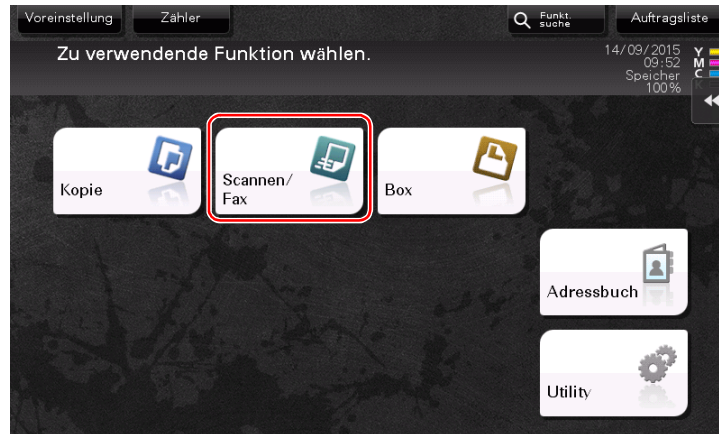 Voreinstellung
Zähler
Funkt.
suche
Auftragsliste
Zu verwendende Funktion wählen.
14/09/2015
09:52
Speicher
100%
Y
M
C
K
Kopie
Scannen/
Fax
Box
Adressbuch
Utility